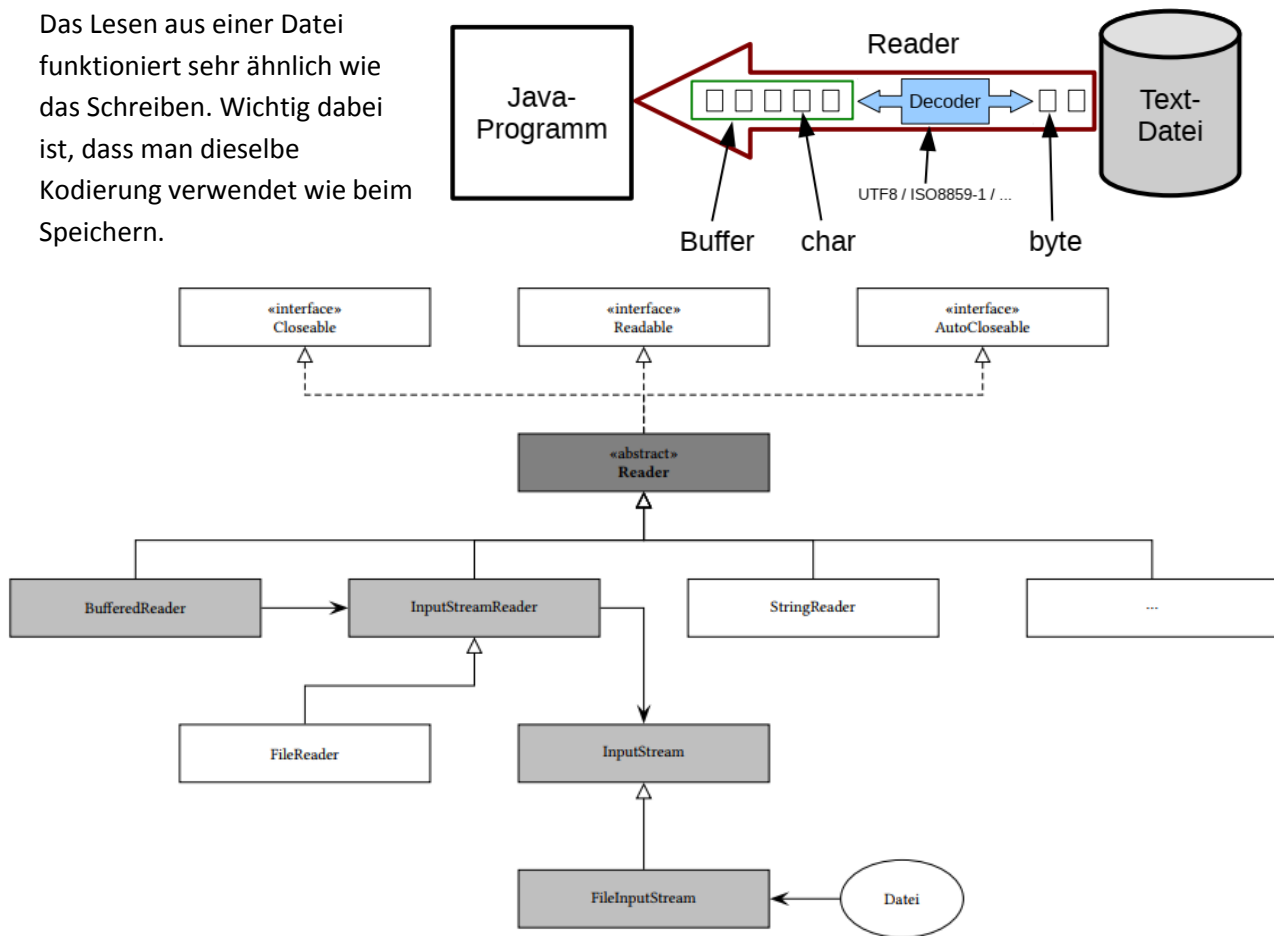 Das Lesen aus einer Datei
funktioniert sehr ähnlich wie
das Schreiben. Wichtig dabei
ist, dass man dieselbe
Kodierung verwendet wie beim
Speichern.
Reader
Java-
Programm
Decoder
Text-
Datei
UTF8 / ISO8859-1 / ...
Buffer
char
byte
«interface»
Closeable
«interface»
Readable
«interface»
AutoCloseable
«abstract»
Reader
BufferedReader
InputStreamReader
StringReader
...
FileReader
InputStream
FileInputStream
Datei